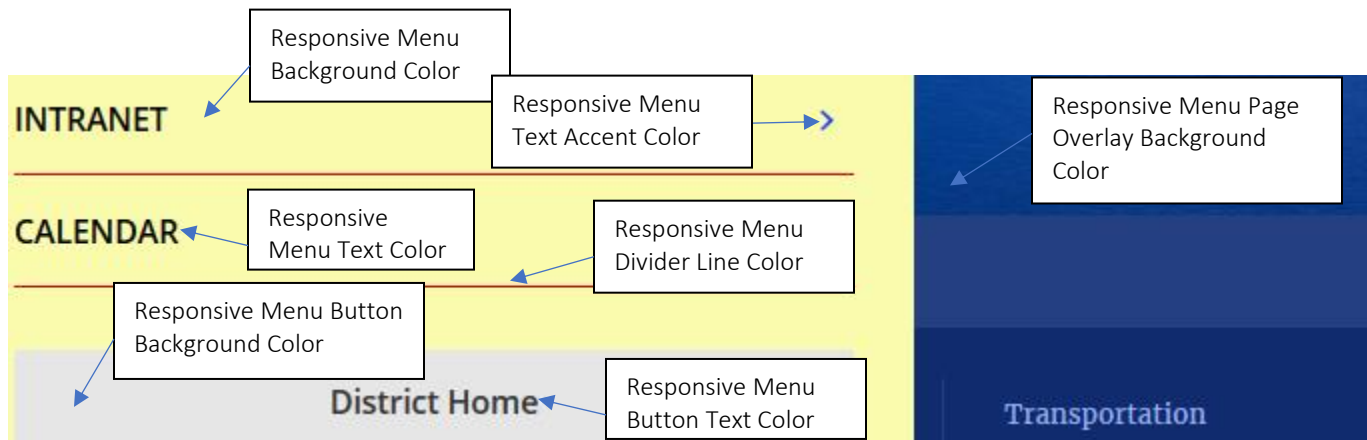 Responsive Menu
Background Color
INTRANET
Responsive Menu
Text Accent Color
>
Responsive Menu Page
Overlay Background
Color
CALENDAR
Responsive
Menu Text Color
Responsive Menu
Divider Line Color
Responsive Menu Button
Background Color
District Home
Responsive Menu
Button Text Color
Transportation